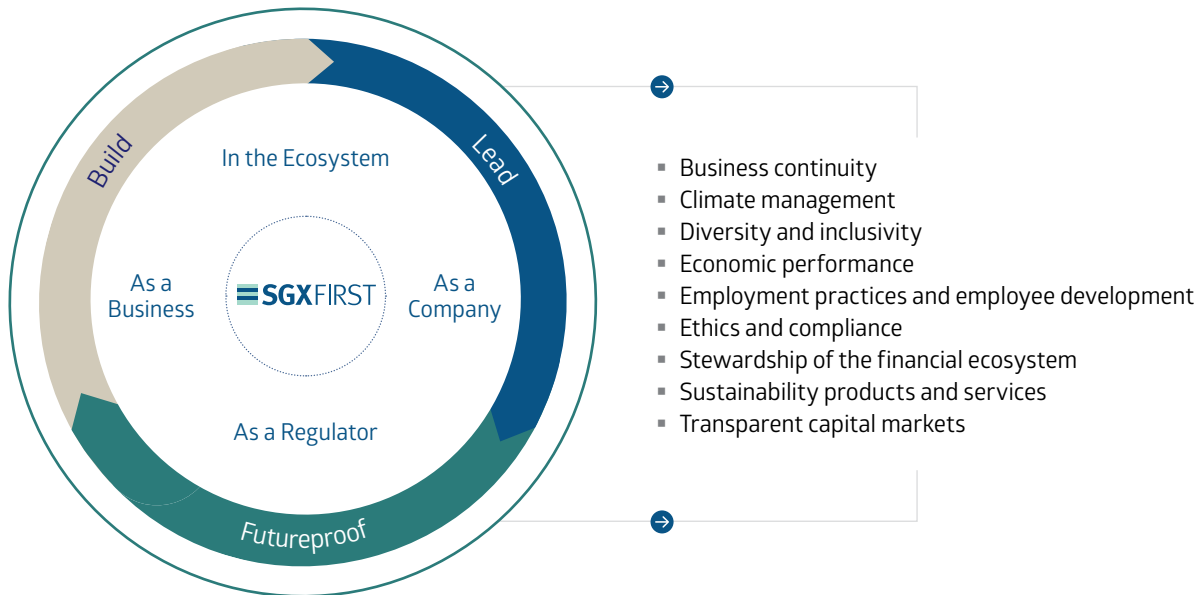 Build
Lead
In the Ecosystem
As a
Business
SGXFIRST
As a
Company
As a Regulator
Futureproof
Business continuity
Climate management
Diversity and inclusivity
Economic performance
Employment practices and employee development
Ethics and compliance
Stewardship of the financial ecosystem
Sustainability products and services
Transparent capital markets